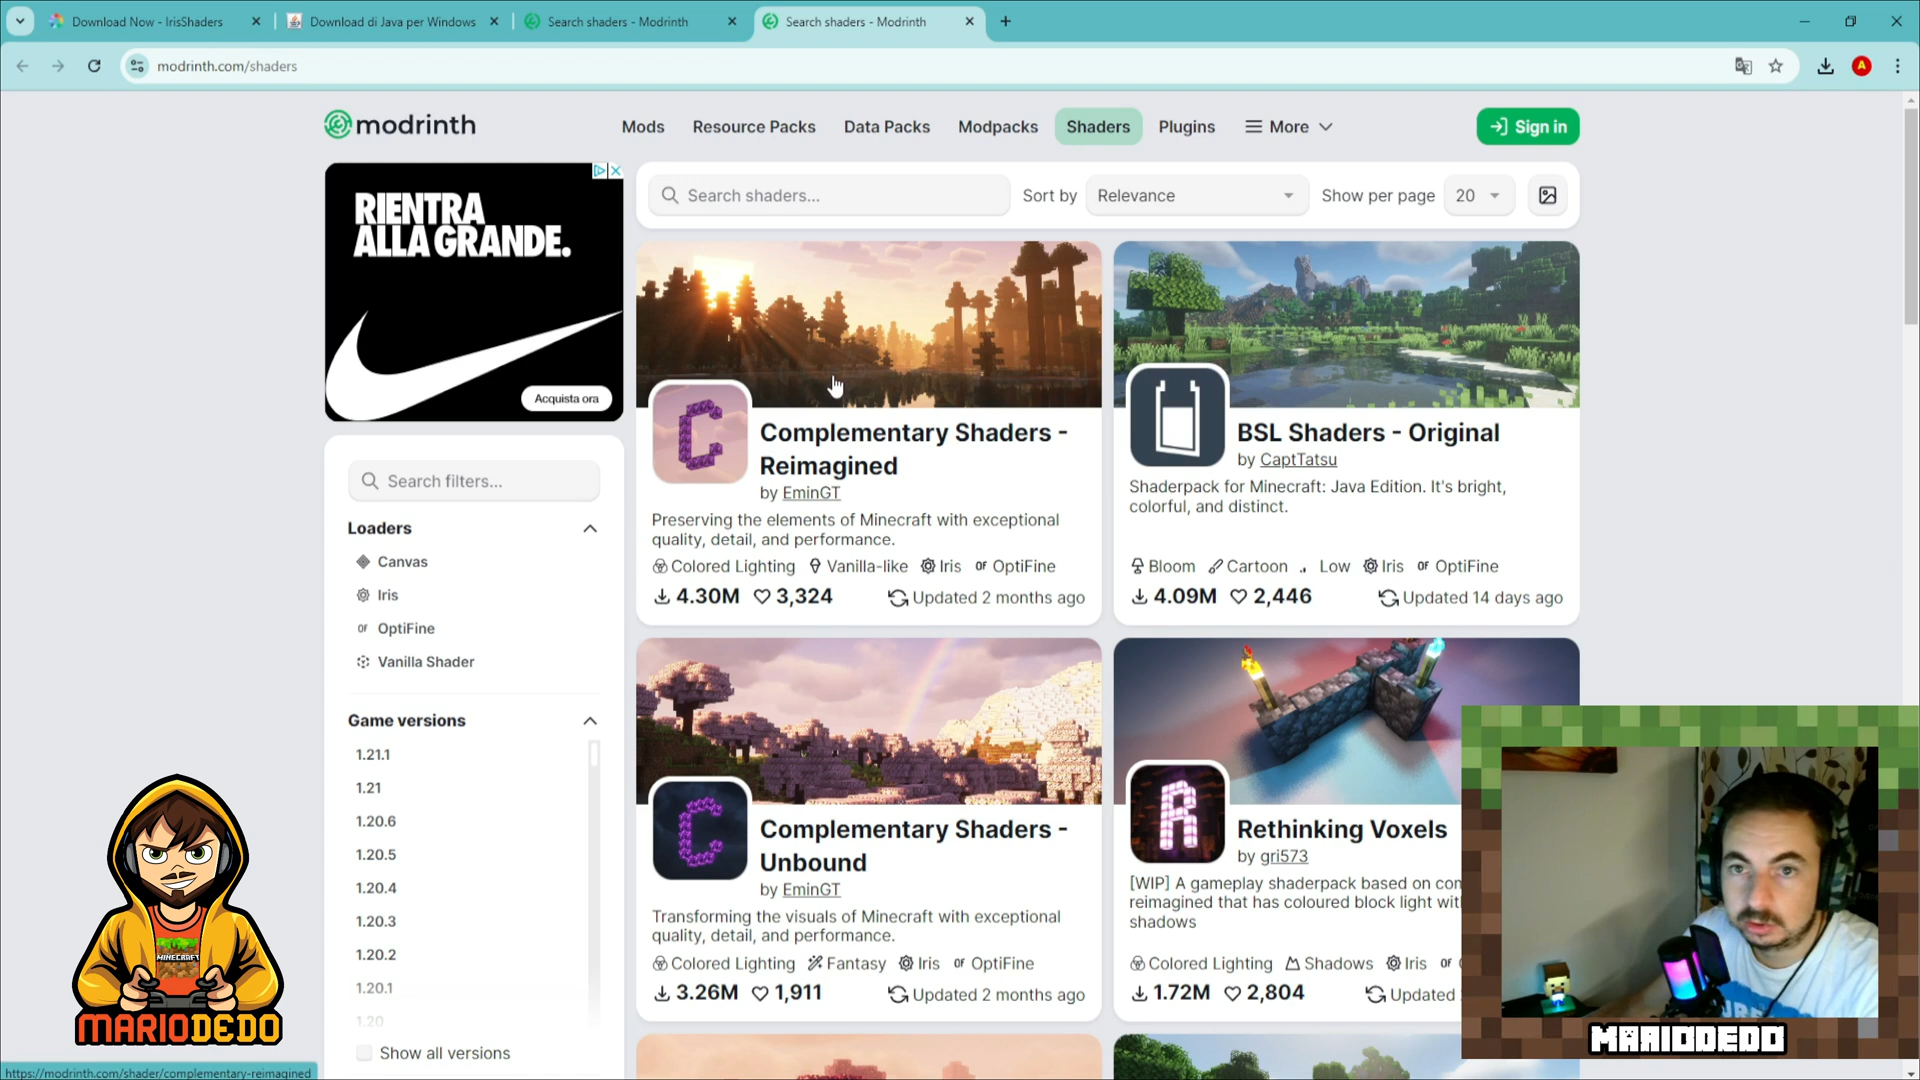 Download Now - IrisShaders
Download di Java per Windows
Search shaders - Modrinth
Search shaders - Modrinth
modrinth.com/shaders
A
modrinth
Mods
Resource Packs
Data Packs
Modpacks
Shaders
Plugins
More
Sign in
RIENTRA
ALLA GRANDE.
Acquista ora
Search shaders...
Sort by
Relevance
Show per page
20
Search filters...
Loaders
Canvas
Iris
OF OptiFine
Vanilla Shader
Game versions
1.21.1
1.21
1.20.6
1.20.5
1.20.4
1.20.3
1.20.2
1.20.1
1.20
Show all versions
Complementary Shaders -
Reimagined
by EminGT
Preserving the elements of Minecraft with exceptional
quality, detail, and performance.
Colored Lighting Vanilla-like Iris OF OptiFine
4.30M 3,324 Updated 2 months ago
BSL Shaders - Original
by CaptTatsu
Shaderpack for Minecraft: Java Edition. It's bright,
colorful, and distinct.
Bloom Cartoon Low Iris OF OptiFine
4.09M 2,446 Updated 14 days ago
Complementary Shaders -
Unbound
by EminGT
Transforming the visuals of Minecraft with exceptional
quality, detail, and performance.
Colored Lighting Fantasy Iris OF OptiFine
3.26M 1,911 Updated 2 months ago
R
Rethinking Voxels
by gri573
[WIP] A gameplay shaderpack based on
reimagined that has coloured block light
shadows
Colored Lighting Shadows Iris OF
1.72M 2,804 Updated
MINECRAFT
MARIODEDO
MARIODEDO
https://modrinth.com/shader/complementary-reimagined